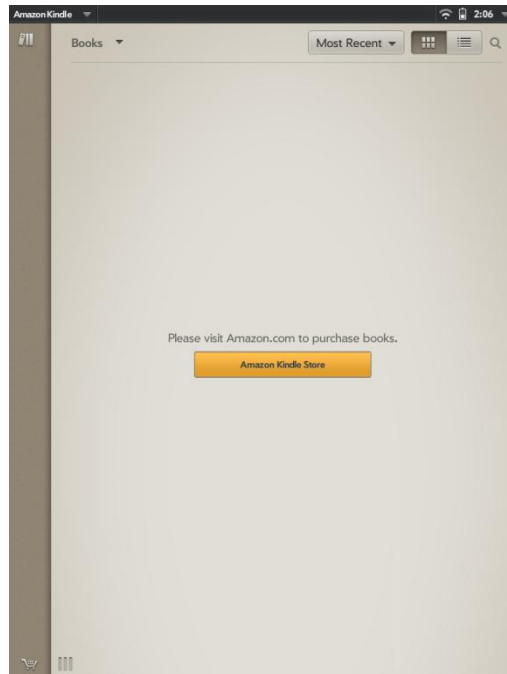 Amazon Kindle
2:06
Books
Most Recent
Please visit Amazon.com to purchase books.
Amazon Kindle Store